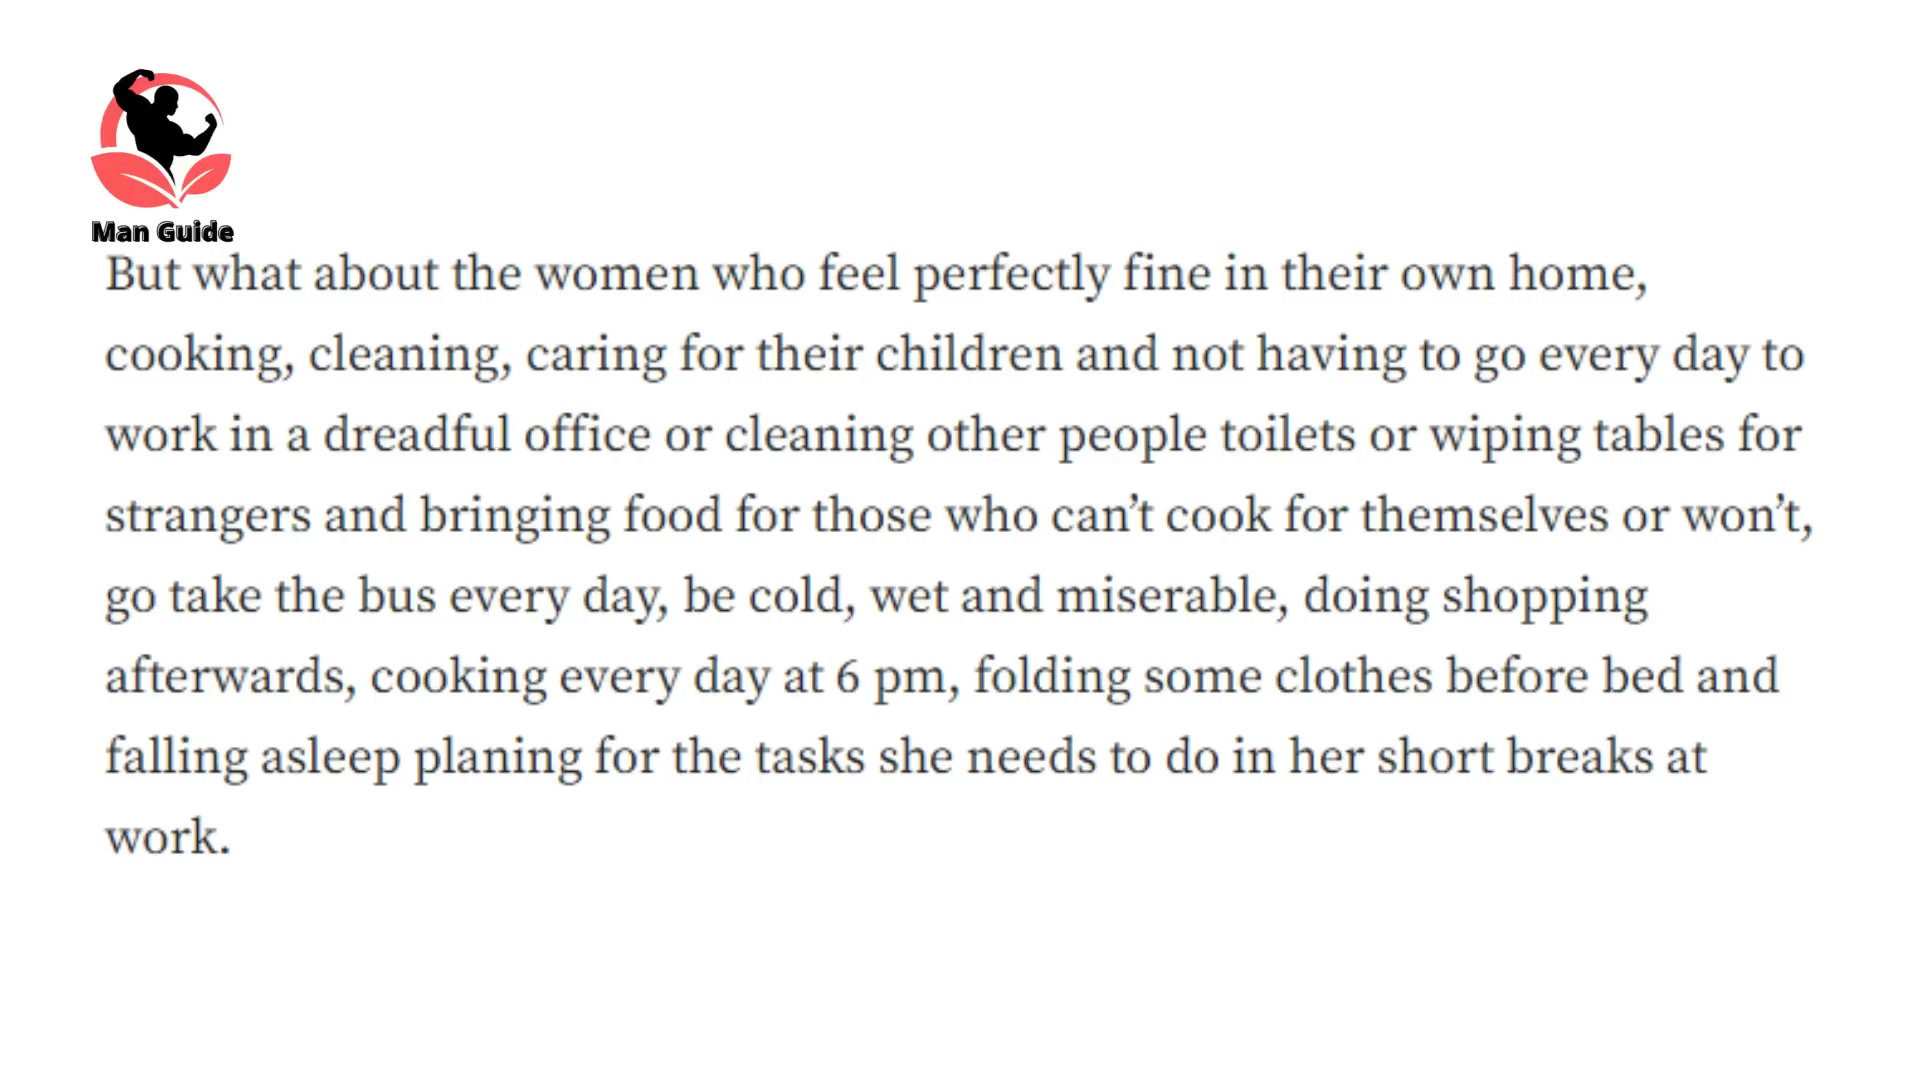 Man Guide
But what about the women who feel perfectly fine in their own home,
cooking, cleaning, caring for their children and not having to go every day to
work in a dreadful office or cleaning other people toilets or wiping tables for
strangers and bringing food for those who can’t cook for themselves or won’t,
go take the bus every day, be cold, wet and miserable, doing shopping
afterwards, cooking every day at 6 pm, folding some clothes before bed and
falling asleep planing for the tasks she needs to do in her short breaks at
work.